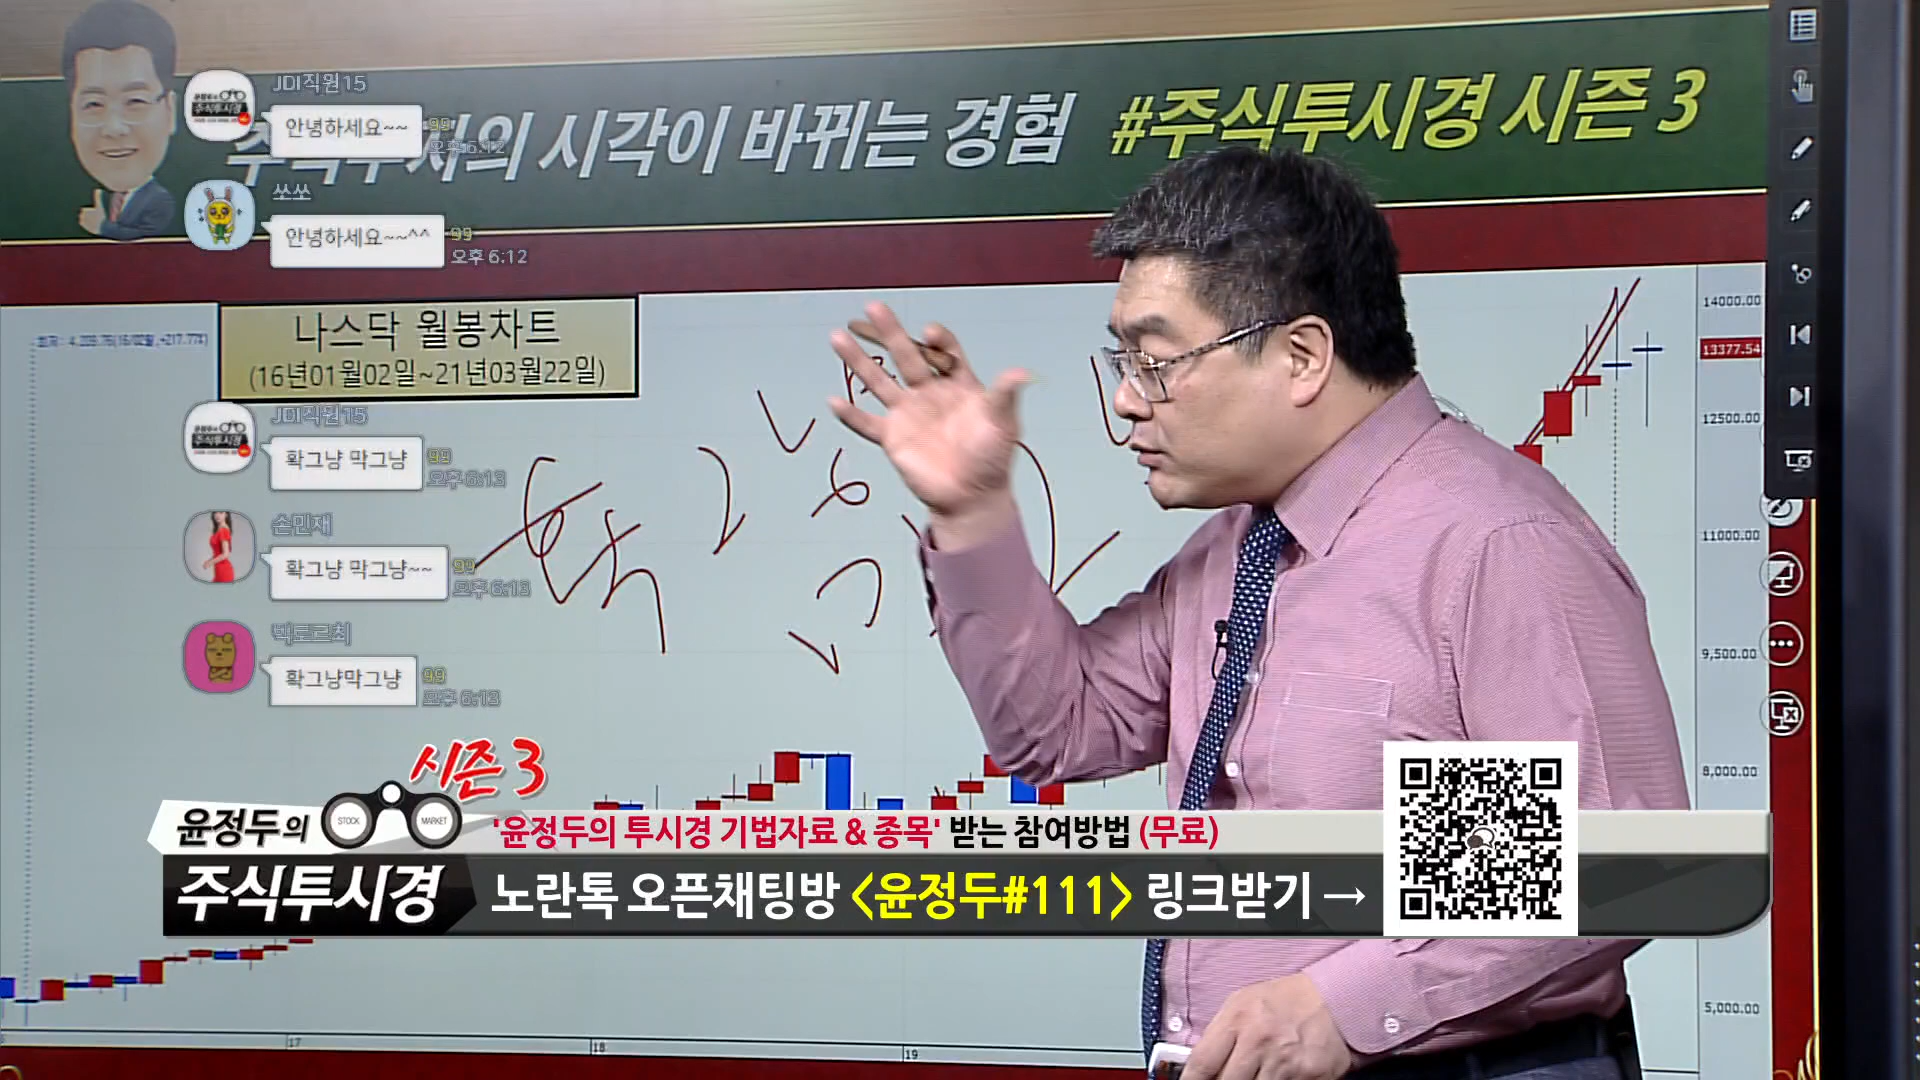 JDI직원15
안녕하세요~~
99
오후 6:12
주식투자의 시각이 바뀌는 경험 #주식투시경 시즌 3
쏘쏘
안녕하세요~~^^
99
오후 6:12
나스닥 월봉차트
(16년01월02일~21년03월22일)
JDI직원15
확그냥 막그냥
99
오후 6:13
손민재
확그냥 막그냥~~
99
오후 6:13
빅토르최
확그냥막그냥
99
오후 6:13
14000.00
13377.54
12500.00
11000.00
9,500.00
8,000.00
5,000.00
시즌 3
윤정두의
STOCK
MARKET
주식투시경
'윤정두의 투시경 기법자료 & 종목' 받는 참여방법 (무료)
노란톡 오픈채팅방 <윤정두#111> 링크받기 →
17
18
19